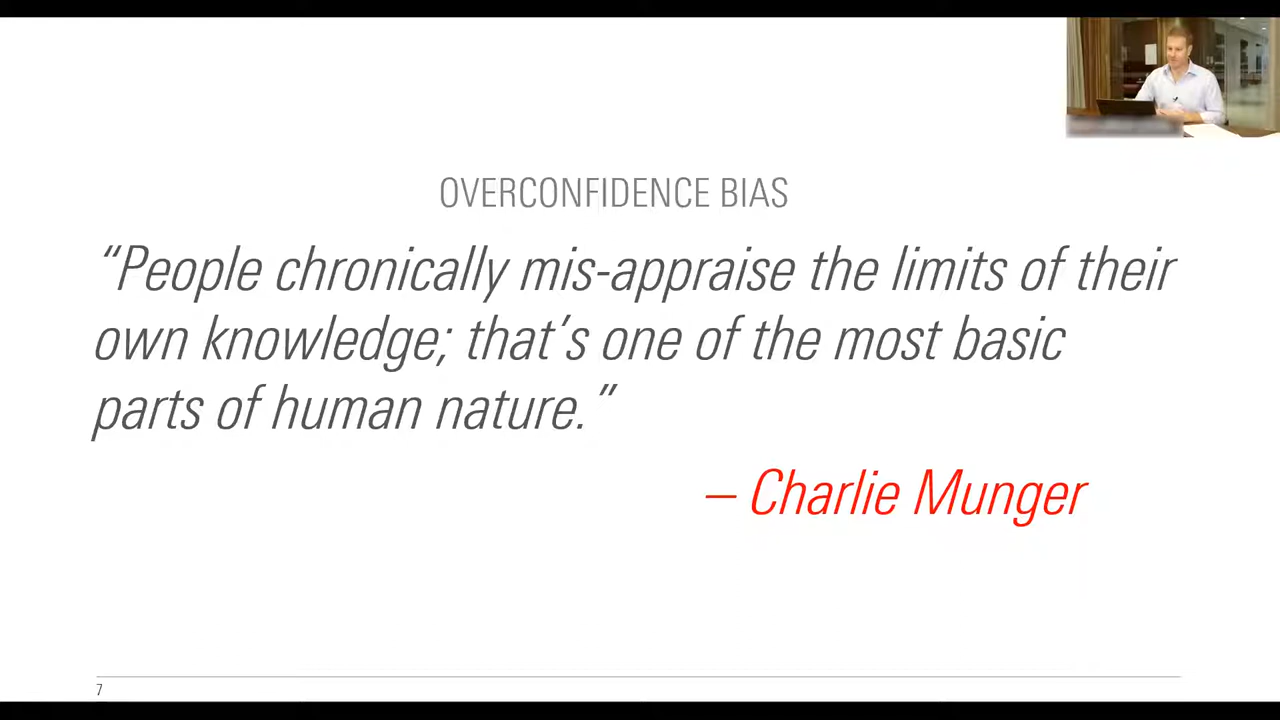 OVERCONFIDENCE BIAS
“People chronically mis-appraise the limits of their
own knowledge; that’s one of the most basic
parts of human nature.”
– Charlie Munger
7